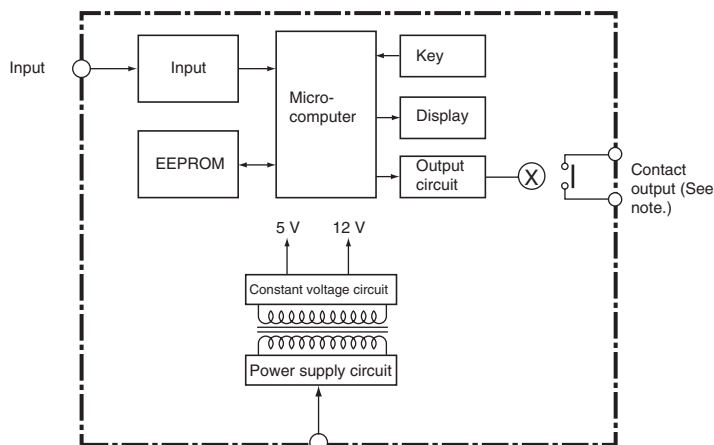 Input
Input
Micro-
computer
Key
Display
EEPROM
Output
circuit
X
Contact
output (See
note.)
5 V
12 V
Constant voltage circuit
Power supply circuit